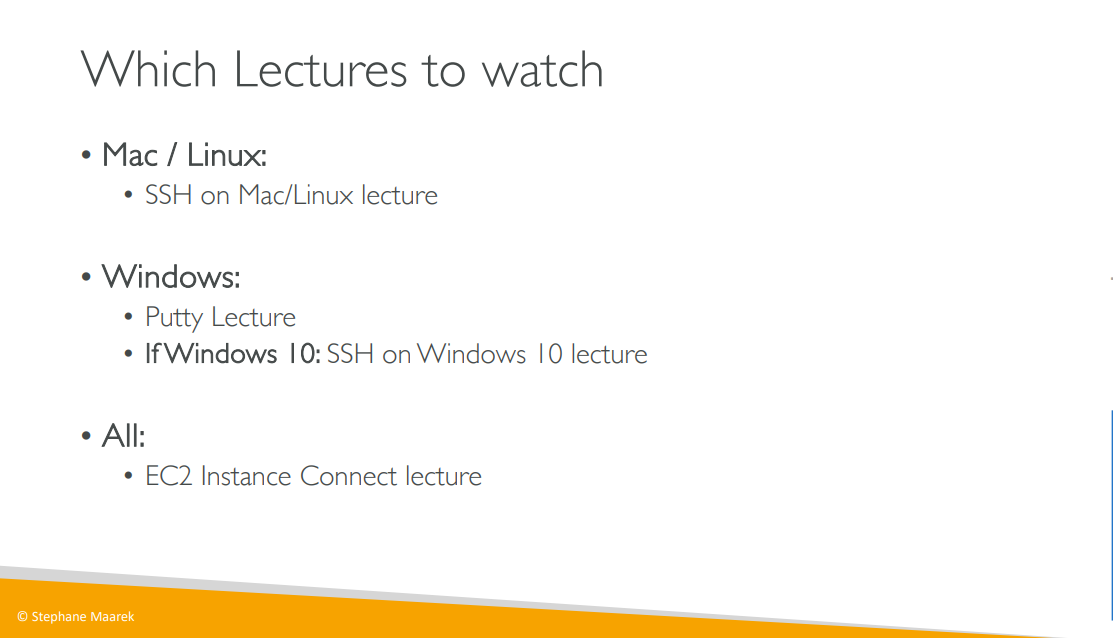 Which Lectures to watch
• Mac / Linux:
• SSH on Mac/Linux lecture
• Windows:
• Putty Lecture
• If Windows 10: SSH on Windows 10 lecture
• All:
• EC2 Instance Connect lecture
© Stephane Maarek